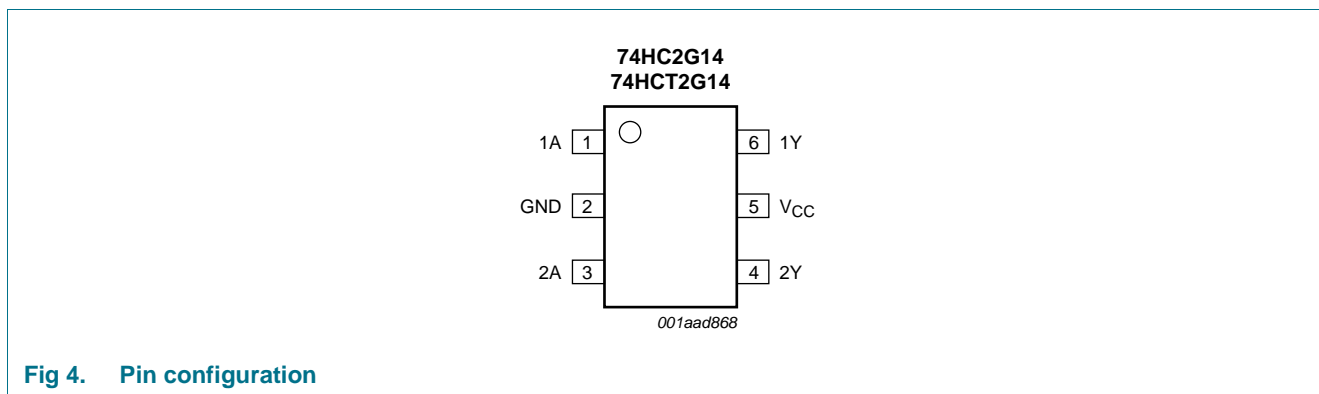 74HC2G14
74HCT2G14
1A 1 6 1Y
GND 2 5 VCC
2A 3 4 2Y
001aad868
Fig 4. Pin configuration